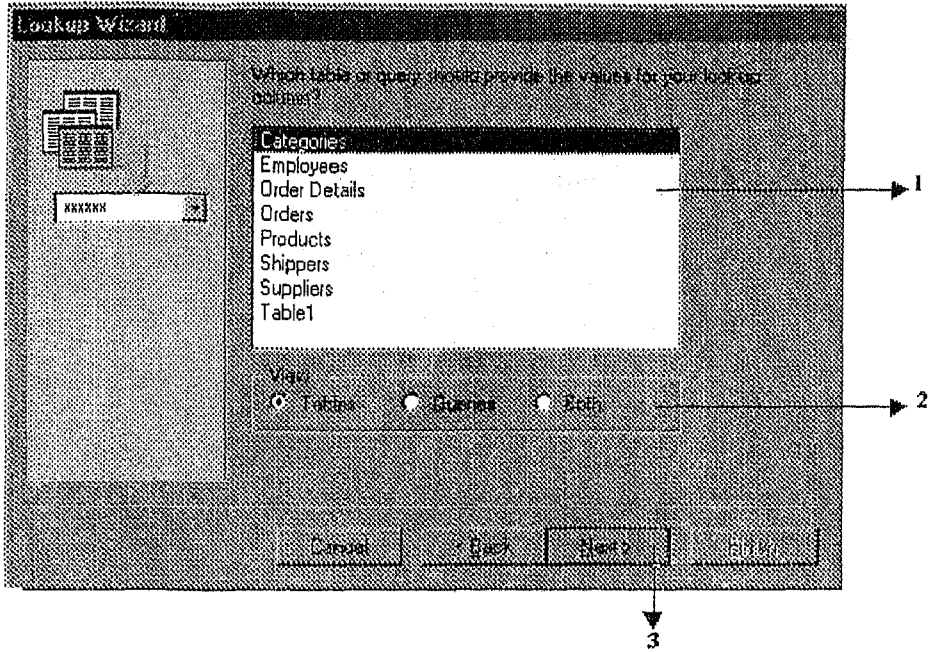 Lookup Wizard
Which table or query should provide the values for your lookup
column?
Categories
Employees
Order Details
Orders
Products
Shippers
Suppliers
Table1
xxxxxx
1
View
Tables Queries Both
2
Cancel < Back Next > Finish
3